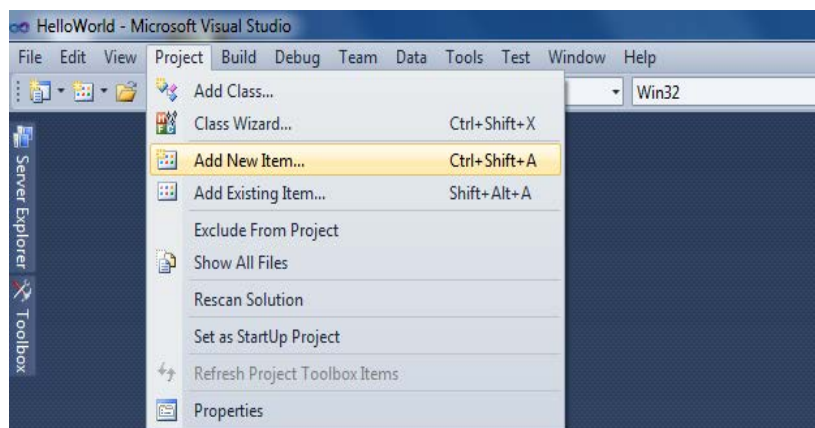 HelloWorld - Microsoft Visual Studio
File Edit View Project Build Debug Team Data Tools Test Window Help
Win32
Add Class...
Class Wizard... Ctrl+Shift+X
Add New Item... Ctrl+Shift+A
Add Existing Item... Shift+Alt+A
Exclude From Project
Show All Files
Rescan Solution
Set as StartUp Project
Refresh Project Toolbox Items
Properties
Server Explorer
Toolbox